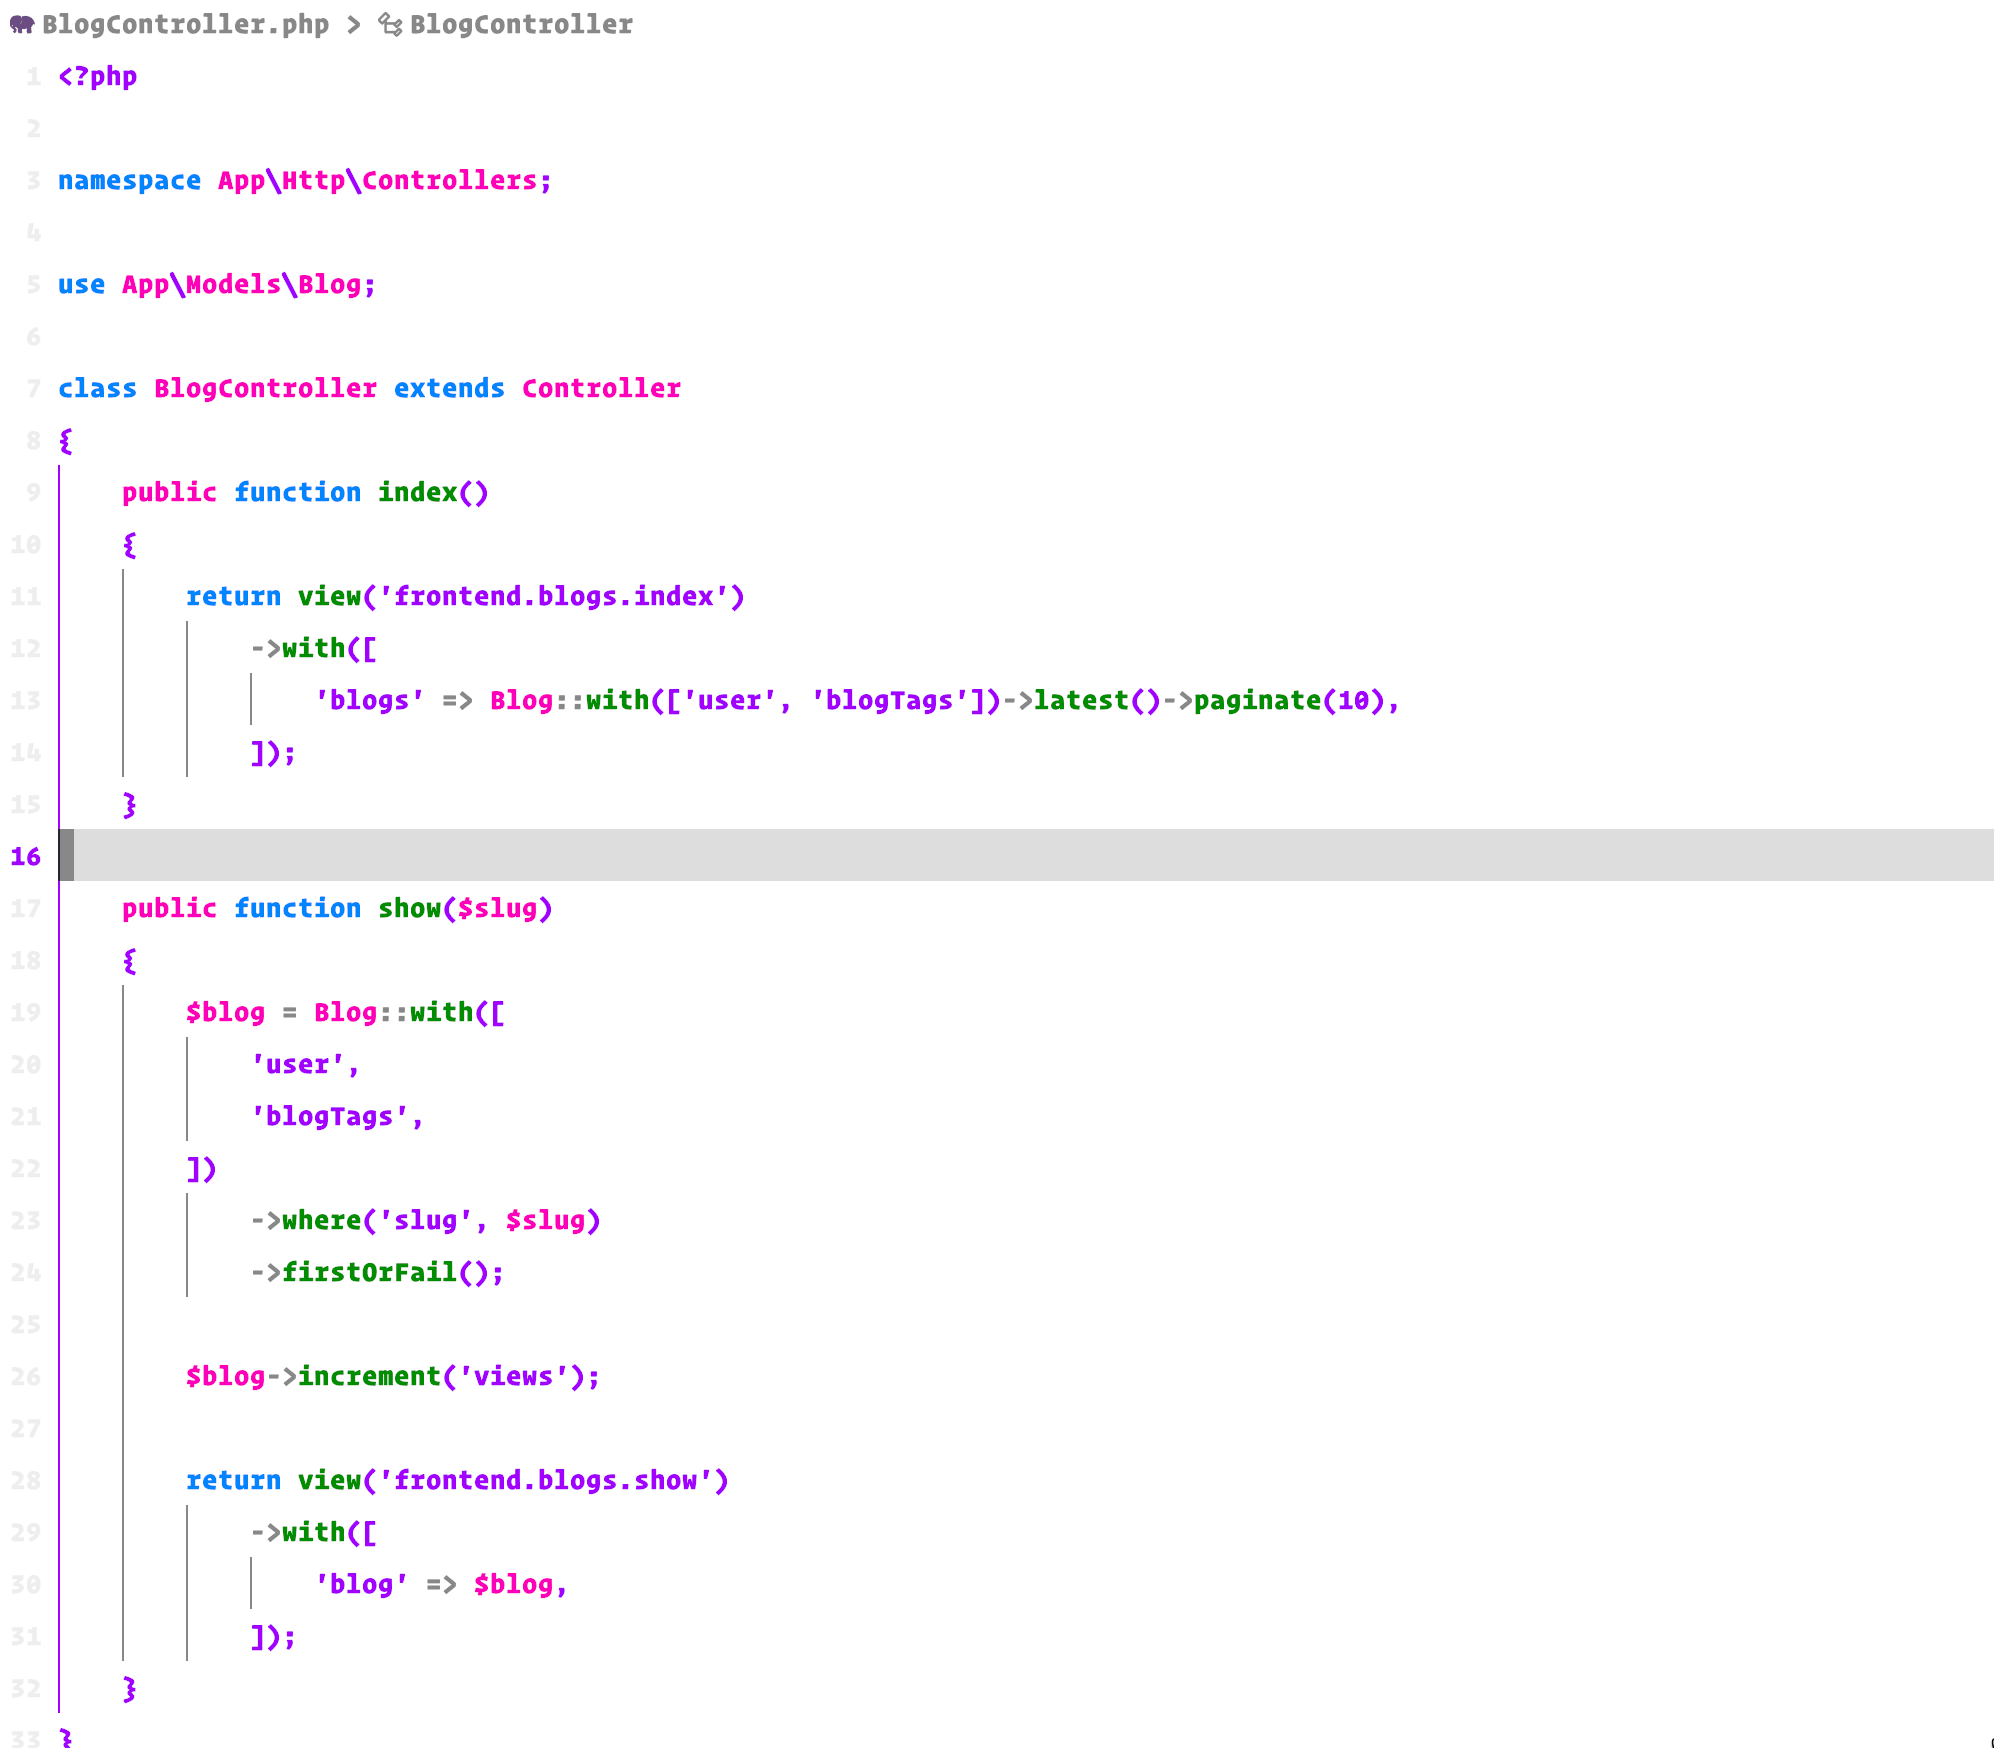 BlogController.php > BlogController
1 <?php
2
3 namespace App\Http\Controllers;
4
5 use App\Models\Blog;
6
7 class BlogController extends Controller
8 {
9     public function index()
10     {
11         return view('frontend.blogs.index')
12             ->with([
13                 'blogs' => Blog::with(['user', 'blogTags'])->latest()->paginate(10),
14             ]);
15     }
16
17     public function show($slug)
18     {
19         $blog = Blog::with([
20             'user',
21             'blogTags',
22         ])
23             ->where('slug', $slug)
24             ->firstOrFail();
25
26         $blog->increment('views');
27
28         return view('frontend.blogs.show')
29             ->with([
30                 'blog' => $blog,
31             ]);
32     }
33 }